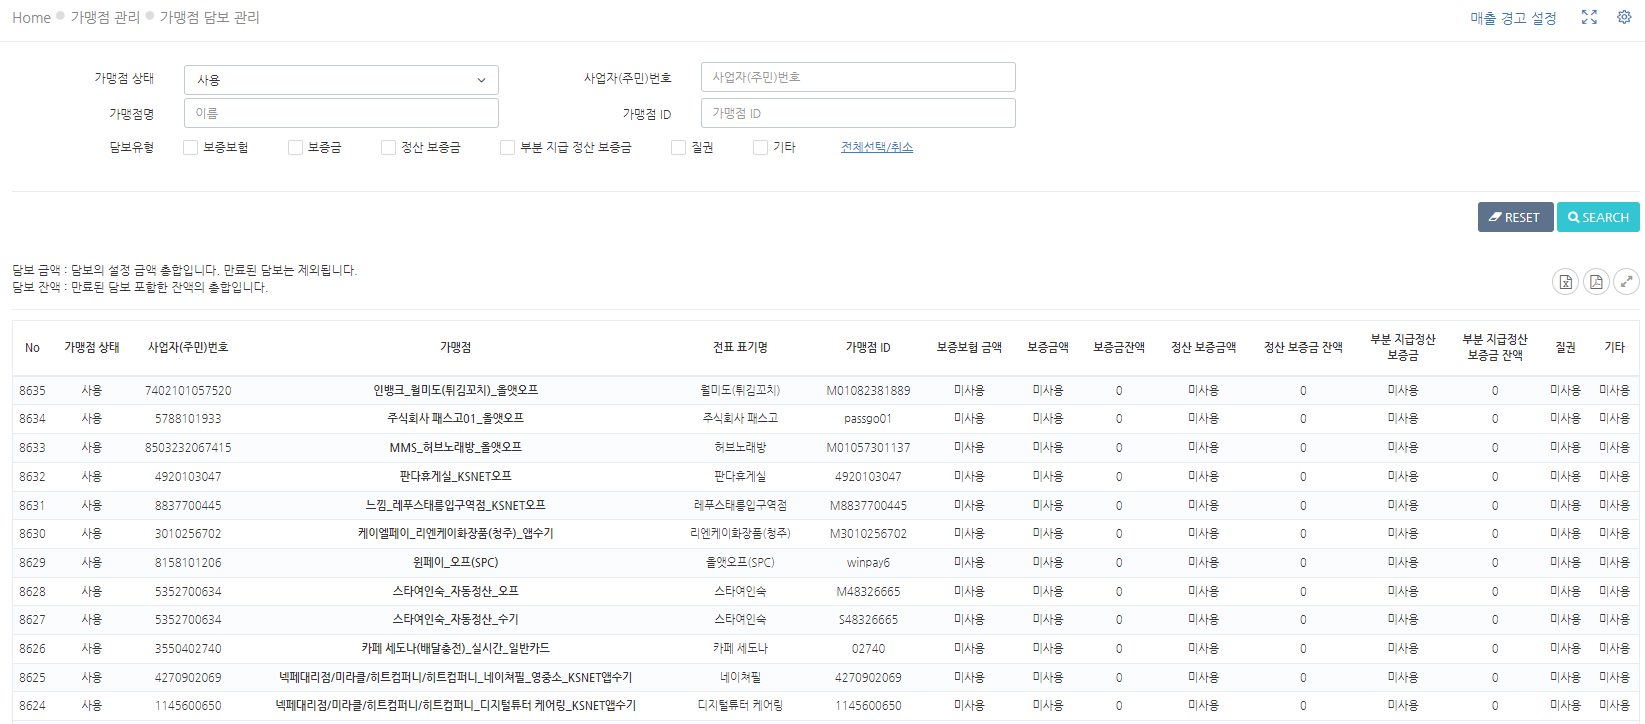 Home 가맹점 관리 가맹점 담보 관리 매출 경고 설정
가맹점 상태 사용 사업자(주민)번호 사업자(주민)번호
가맹점명 이름 가맹점 ID 가맹점 ID
담보유형 보증보험 보증금 정산 보증금 부분 지급 정산 보증금 질권 기타 전체선택/취소
RESET SEARCH
담보 금액 : 담보의 설정 금액 총합입니다. 만료된 담보는 제외됩니다.
담보 잔액 : 만료된 담보 포함한 잔액의 총합입니다.
No 가맹점 상태 사업자(주민)번호 가맹점 전표 표기명 가맹점 ID 보증보험 금액 보증금액 보증금잔액 정산 보증금액 정산 보증금 잔액 부분 지급정산 보증금 부분 지급정산 보증금 잔액 질권 기타
8635 사용 7402101057520 인뱅크_월미도(튀김꼬치)_올앳오프 월미도(튀김꼬치) M01082381889 미사용 미사용 0 미사용 0 미사용 0 미사용 미사용
8634 사용 5788101933 주식회사 패스고01_올앳오프 주식회사 패스고 passgo01 미사용 미사용 0 미사용 0 미사용 0 미사용 미사용
8633 사용 8503232067415 MMS_허브노래방_올앳오프 허브노래방 M01057301137 미사용 미사용 0 미사용 0 미사용 0 미사용 미사용
8632 사용 4920103047 판다휴게실_KSNET오프 판다휴게실 4920103047 미사용 미사용 0 미사용 0 미사용 0 미사용 미사용
8631 사용 8837700445 느낌_레푸스태릉입구역점_KSNET오프 레푸스태릉입구역점 M8837700445 미사용 미사용 0 미사용 0 미사용 0 미사용 미사용
8630 사용 3010256702 케이엘페이_리엔케이화장품(청주)_앱수기 리엔케이화장품(청주) M3010256702 미사용 미사용 0 미사용 0 미사용 0 미사용 미사용
8629 사용 8158101206 윈페이_오프(SPC) 올앳오프(SPC) winpay6 미사용 미사용 0 미사용 0 미사용 0 미사용 미사용
8628 사용 5352700634 스타여인숙_자동정산_오프 스타여인숙 M48326665 미사용 미사용 0 미사용 0 미사용 0 미사용 미사용
8627 사용 5352700634 스타여인숙_자동정산_수기 스타여인숙 S48326665 미사용 미사용 0 미사용 0 미사용 0 미사용 미사용
8626 사용 3550402740 카페 세도나(배달충전)_실시간_일반카드 카페 세도나 02740 미사용 미사용 0 미사용 0 미사용 0 미사용 미사용
8625 사용 4270902069 넥페대리점/미라클/히트컴퍼니/히트컴퍼니_네이쳐필_영중소_KSNET앱수기 네이쳐필 4270902069 미사용 미사용 0 미사용 0 미사용 0 미사용 미사용
8624 사용 1145600650 넥페대리점/미라클/히트컴퍼니/히트컴퍼니_디지털튜터 케어링_KSNET앱수기 디지털튜터 케어링 1145600650 미사용 미사용 0 미사용 0 미사용 0 미사용 미사용